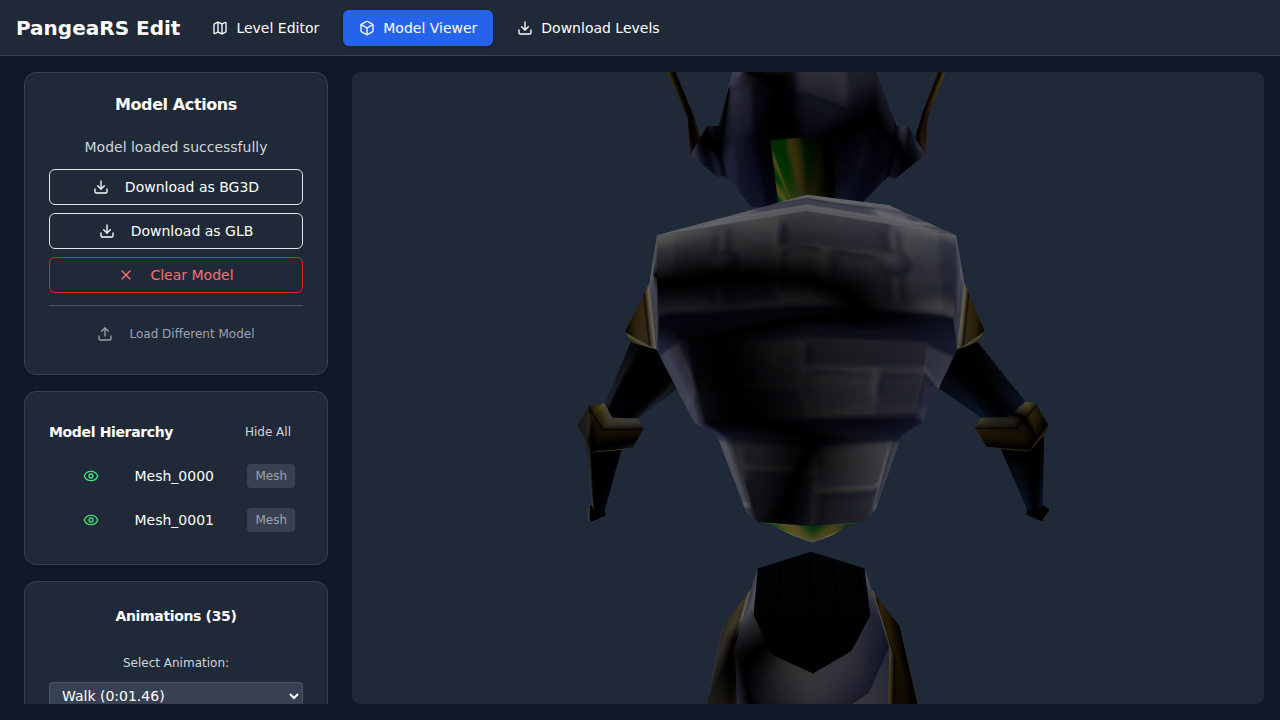 PangeaRS Edit
Level Editor
Model Viewer
Download Levels
Model Actions
Model loaded successfully
Download as BG3D
Download as GLB
Clear Model
Load Different Model
Model Hierarchy
Hide All
Mesh_0000
Mesh
Mesh_0001
Mesh
Animations (35)
Select Animation:
Walk (0:01.46)